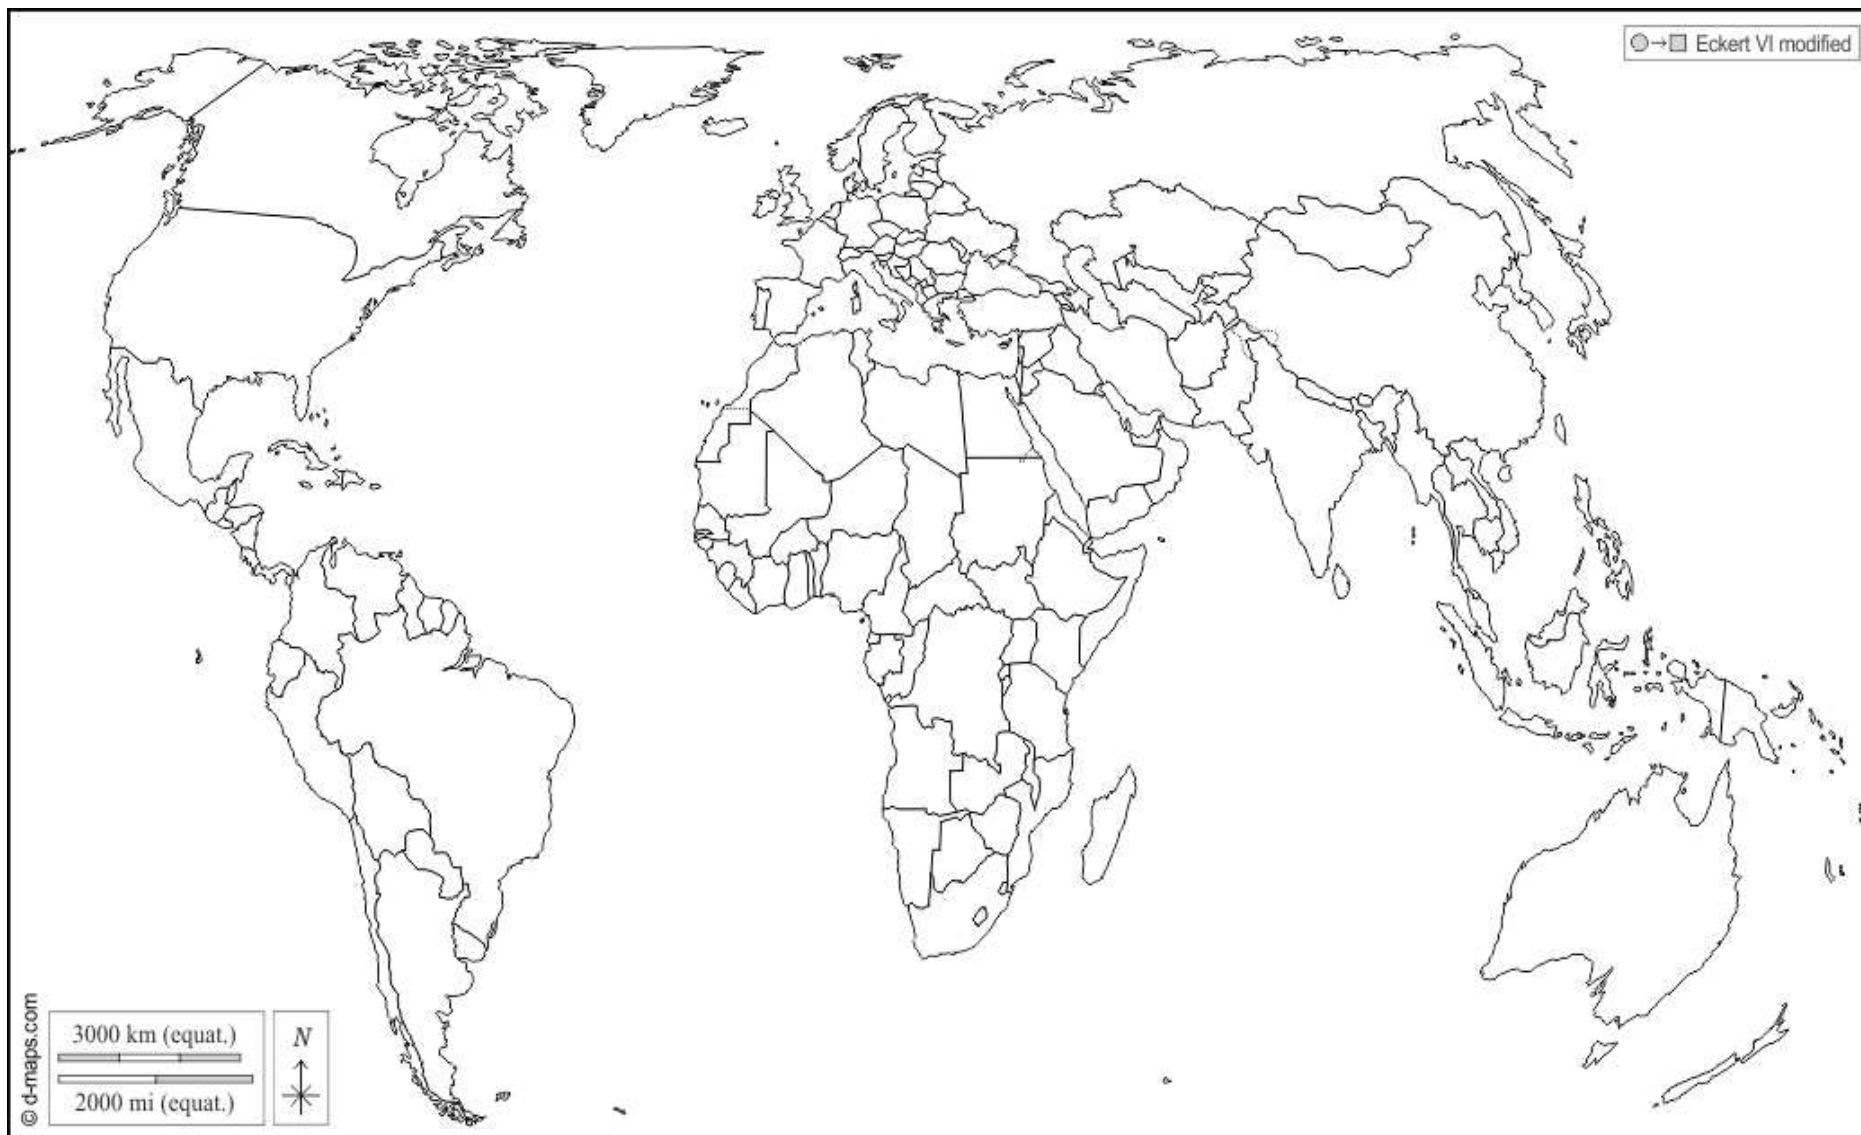 Eckert VI modified
© d-maps.com
3000 km (equat.)
2000 mi (equat.)
N